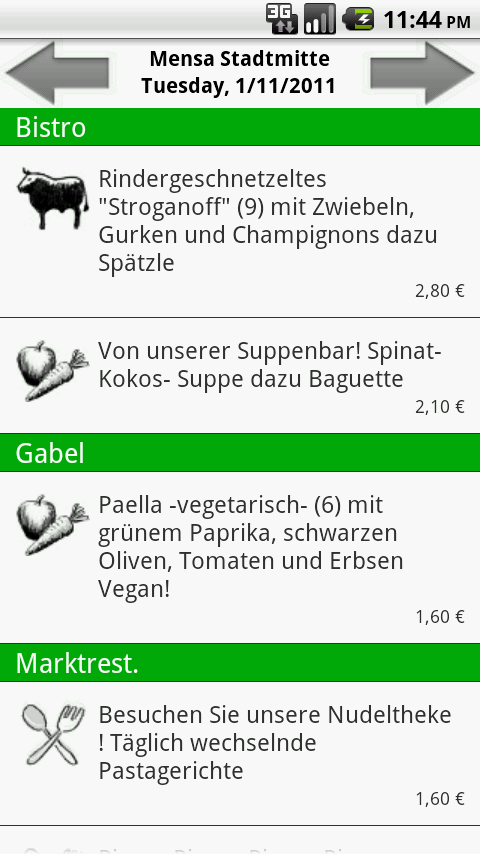 3G 11:44 PM
Mensa Stadtmitte
Tuesday, 1/11/2011
Bistro
Rindergeschnetzeltes
"Stroganoff" (9) mit Zwiebeln,
Gurken und Champignons dazu
Spätzle
2,80 €
Von unserer Suppenbar! Spinat-
Kokos- Suppe dazu Baguette
2,10 €
Gabel
Paella -vegetarisch- (6) mit
grünem Paprika, schwarzen
Oliven, Tomaten und Erbsen
Vegan!
1,60 €
Marktrest.
Besuchen Sie unsere Nudeltheke
! Täglich wechselnde
Pastagerichte
1,60 €